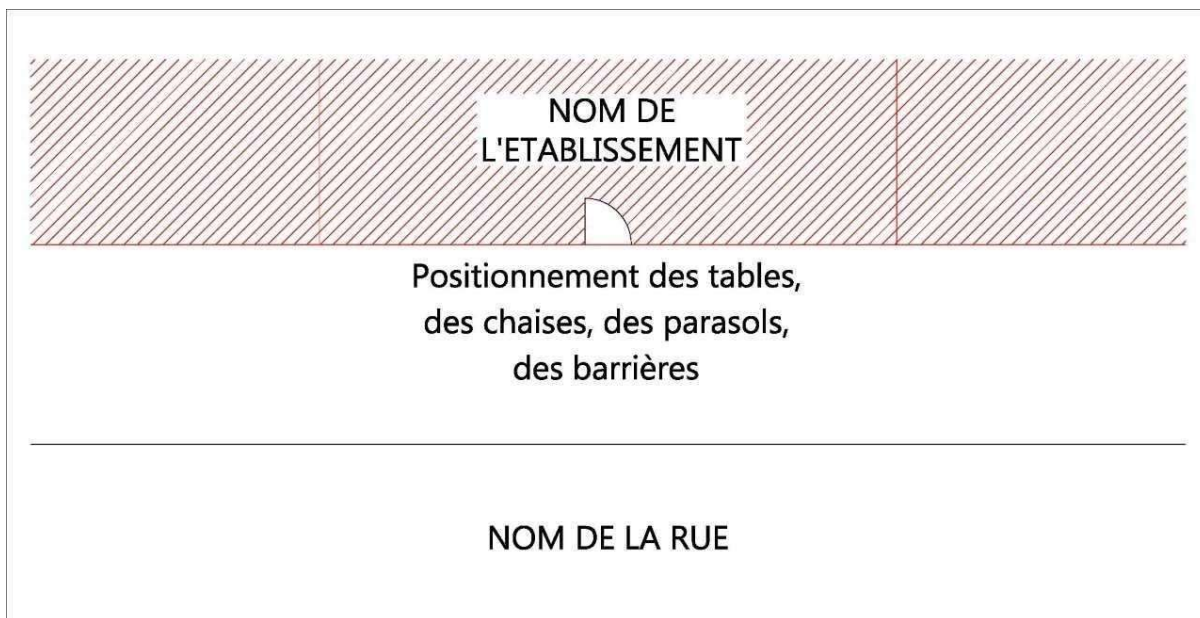 NOM DE
L'ETABLISSEMENT
Positionnement des tables,
des chaises, des parasols,
des barrières
NOM DE LA RUE